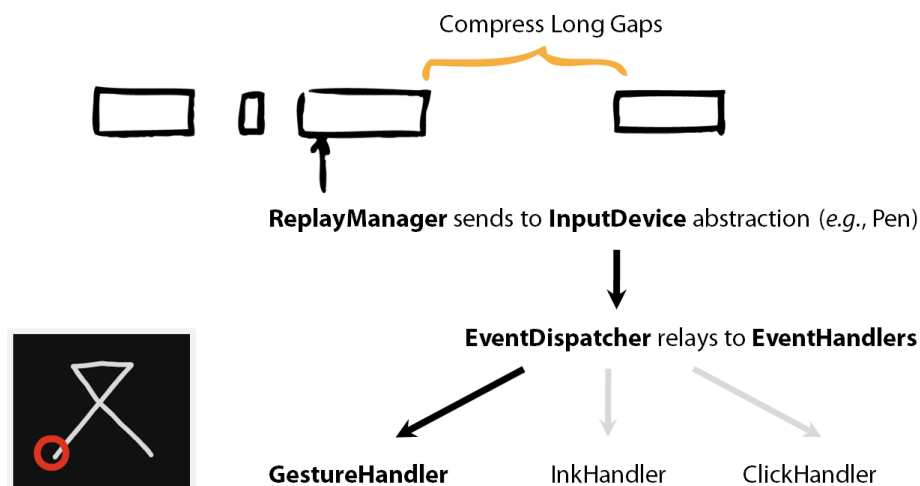 Compress Long Gaps
ReplayManager sends to InputDevice abstraction (e.g., Pen)
EventDispatcher relays to EventHandlers
GestureHandler InkHandler ClickHandler